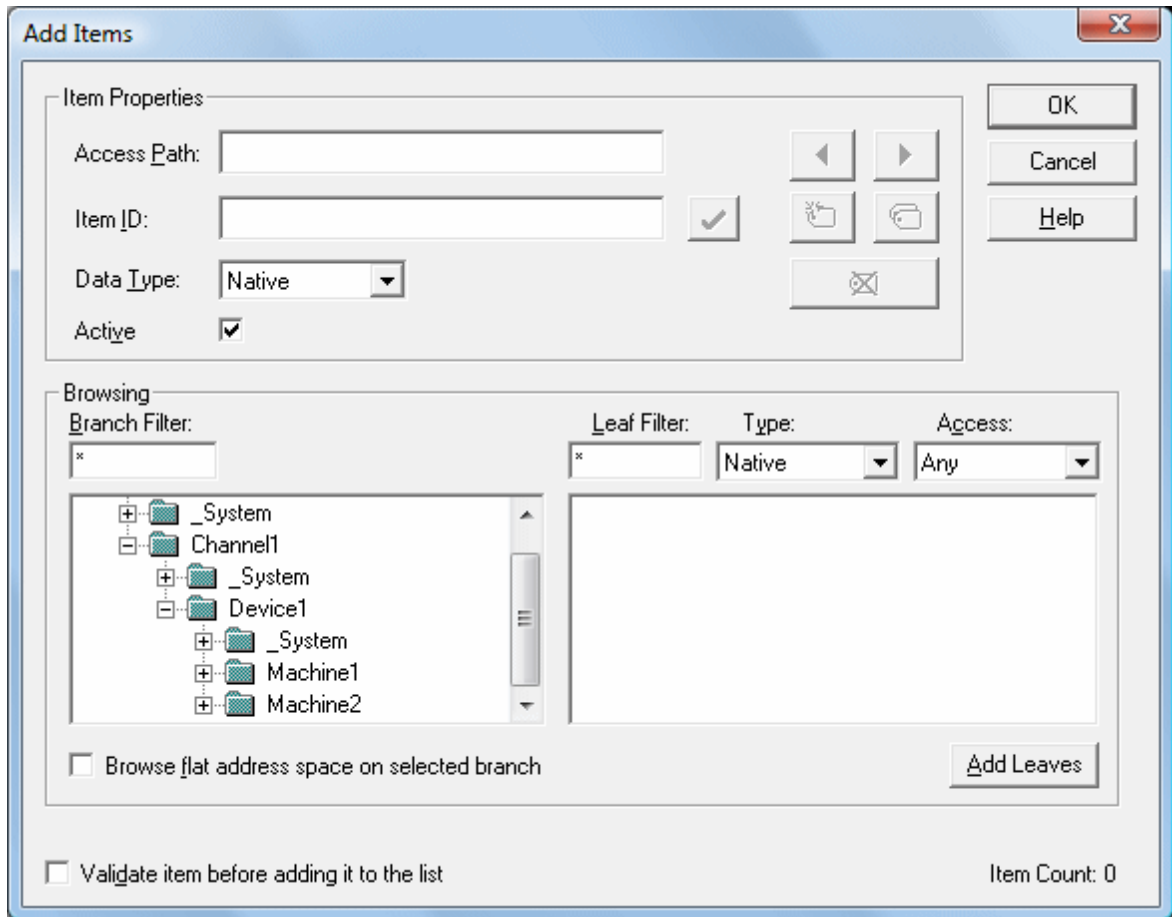 Add Items
Item Properties
Access Path:
Item ID:
Data Type: Native
Active
OK
Cancel
Help
Browsing
Branch Filter: Leaf Filter: Type: Access:
* * Native Any
_System
Channel1
_System
Device1
_System
Machine1
Machine2
Browse flat address space on selected branch
Add Leaves
Validate item before adding it to the list
Item Count: 0